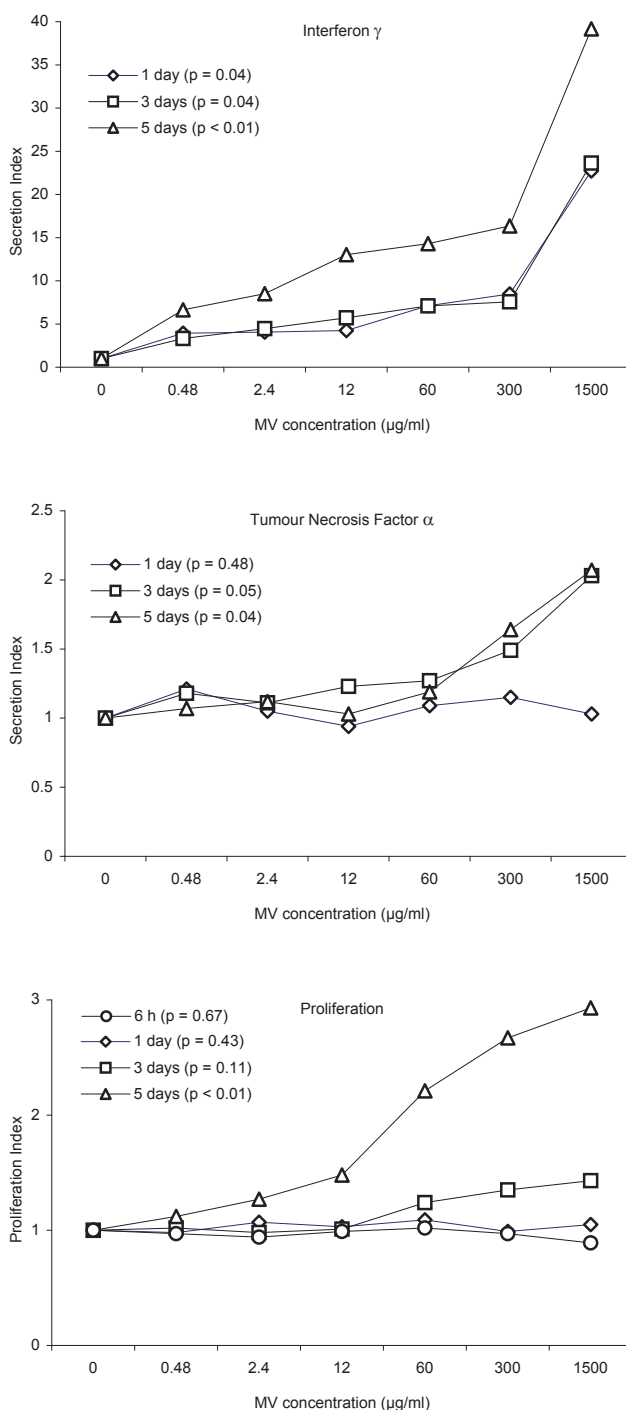 Interferon γ
1 day (p = 0.04)
3 days (p = 0.04)
5 days (p < 0.01)
Secretion Index
40
35
30
25
20
15
10
5
0
0 0.48 2.4 12 60 300 1500
MV concentration (µg/ml)
Tumour Necrosis Factor α
1 day (p = 0.48)
3 days (p = 0.05)
5 days (p = 0.04)
Secretion Index
2.5
2
1.5
1
0.5
0
0 0.48 2.4 12 60 300 1500
MV concentration (µg/ml)
Proliferation
6 h (p = 0.67)
1 day (p = 0.43)
3 days (p = 0.11)
5 days (p < 0.01)
Proliferation Index
3
2
1
0
0 0.48 2.4 12 60 300 1500
MV concentration (µg/ml)